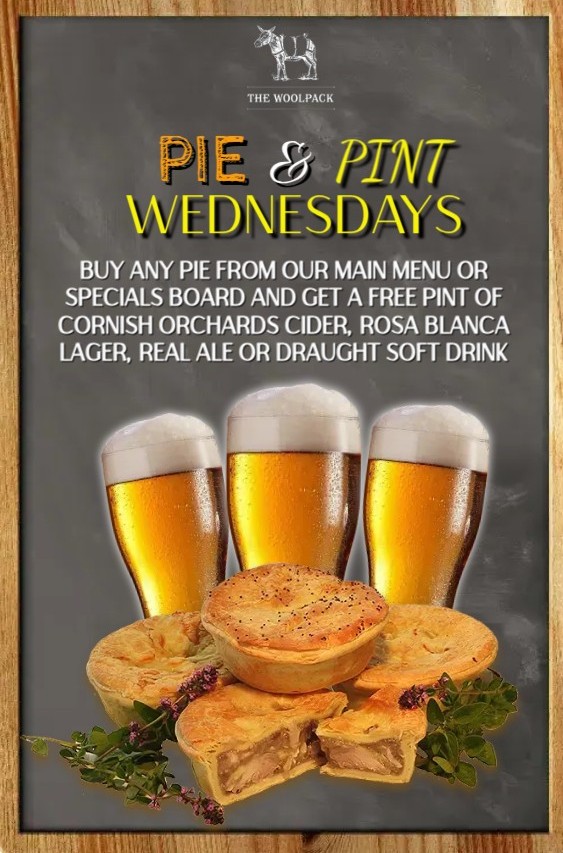 THE WOOLPACK
PIE & PINT
WEDNESDAYS
BUY ANY PIE FROM OUR MAIN MENU OR
SPECIALS BOARD AND GET A FREE PINT OF
CORNISH ORCHARDS CIDER, ROSA BLANCA
LAGER, REAL ALE OR DRAUGHT SOFT DRINK